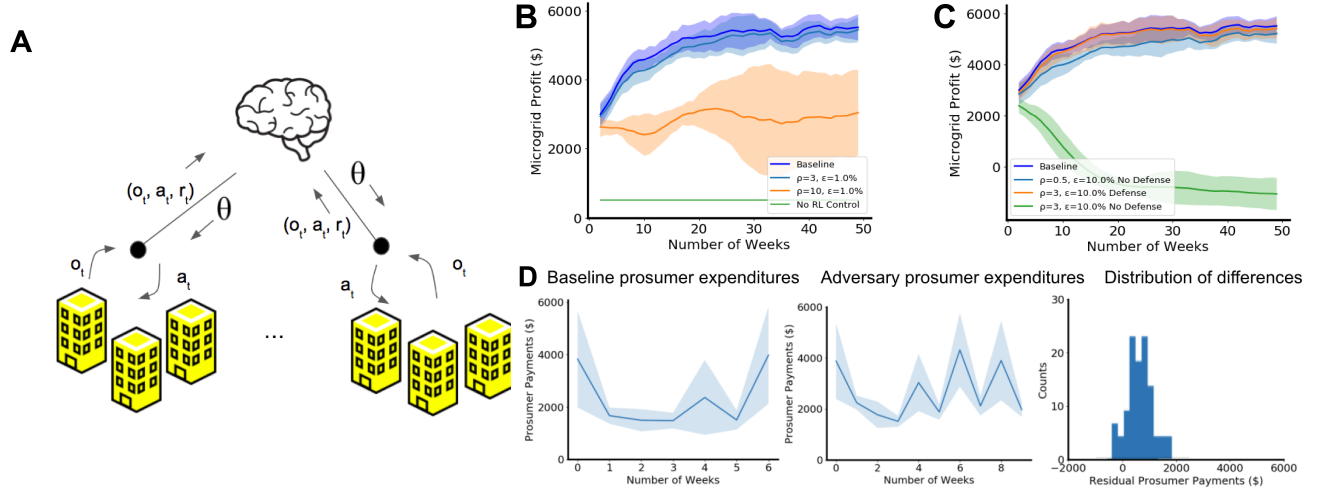 A
(o_t, a_t, r_t)
θ
θ
(o_t, a_t, r_t)
o_t
a_t
a_t
o_t
...
B
Microgrid Profit ($)
6000
4000
2000
0
0
10
20
30
40
50
Number of Weeks
Baseline
ρ=3, ε=1.0%
ρ=10, ε=1.0%
No RL Control
C
Microgrid Profit ($)
6000
4000
2000
0
0
10
20
30
40
50
Number of Weeks
Baseline
ρ=0.5, ε=10.0% No Defense
ρ=3, ε=10.0% Defense
ρ=3, ε=10.0% No Defense
D
Baseline prosumer expenditures
Prosumer Payments ($)
6000
4000
2000
0
0
1
2
3
4
5
6
Number of Weeks
Adversary prosumer expenditures
Prosumer Payments ($)
6000
4000
2000
0
0
2
4
6
8
Number of Weeks
Distribution of differences
Counts
30
20
10
0
−2000
0
2000
4000
6000
Residual Prosumer Payments ($)